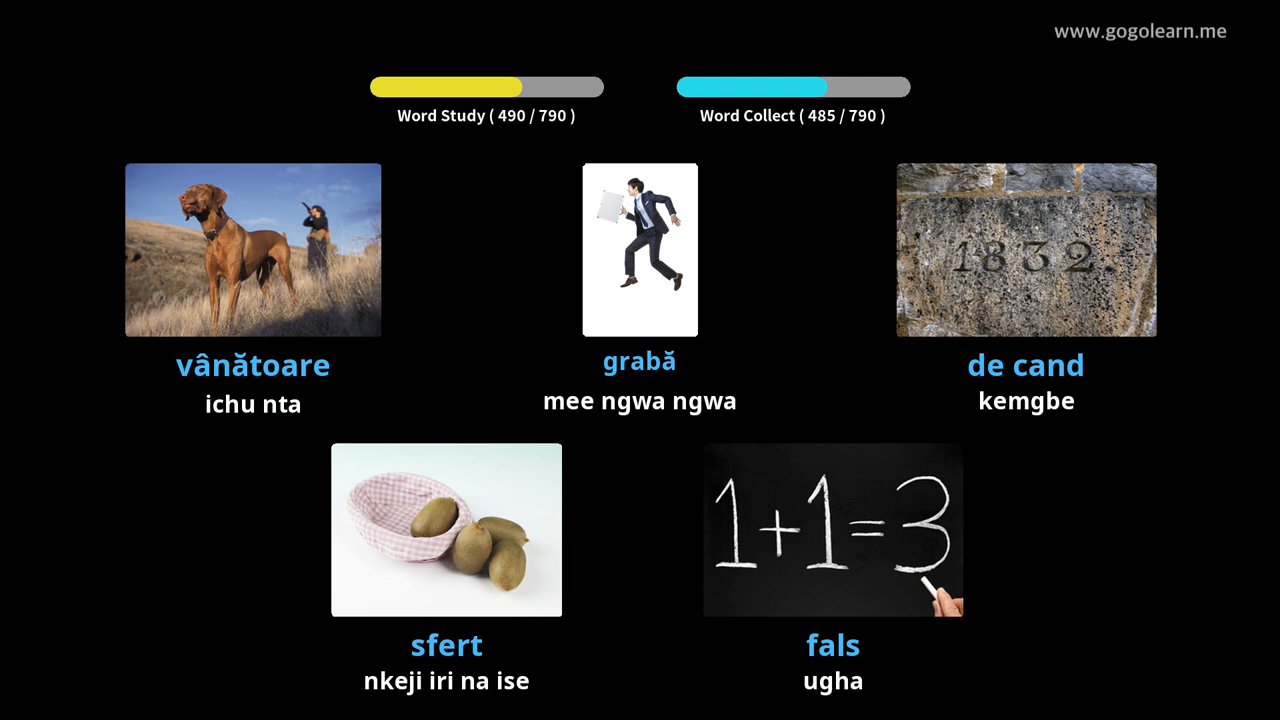 www.gogolearn.me
Word Study ( 490 / 790 )
Word Collect ( 485 / 790 )
1832.
vânătoare
ichu nta
grabă
mee ngwa ngwa
de cand
kemgbe
1+1=3
sfert
nkeji iri na ise
fals
ugha